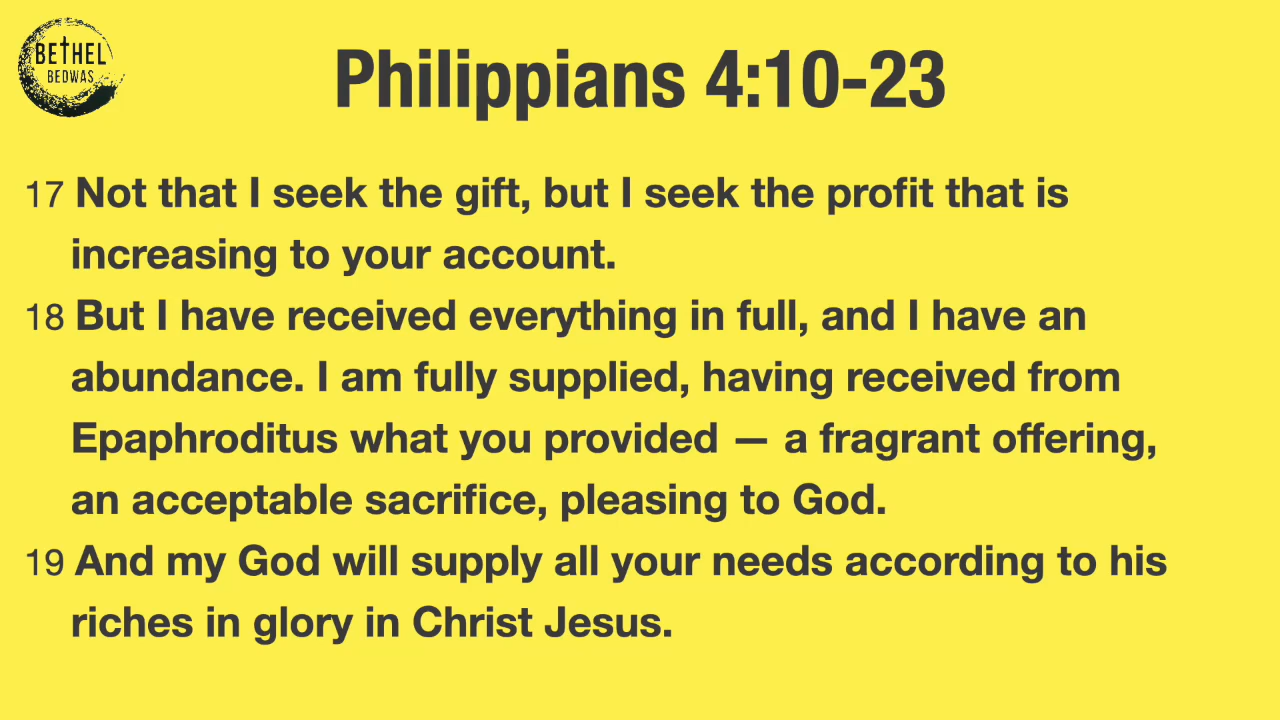 BETHEL
BEDWAS
Philippians 4:10-23
17 Not that I seek the gift, but I seek the profit that is
increasing to your account.
18 But I have received everything in full, and I have an
abundance. I am fully supplied, having received from
Epaphroditus what you provided — a fragrant offering,
an acceptable sacrifice, pleasing to God.
19 And my God will supply all your needs according to his
riches in glory in Christ Jesus.